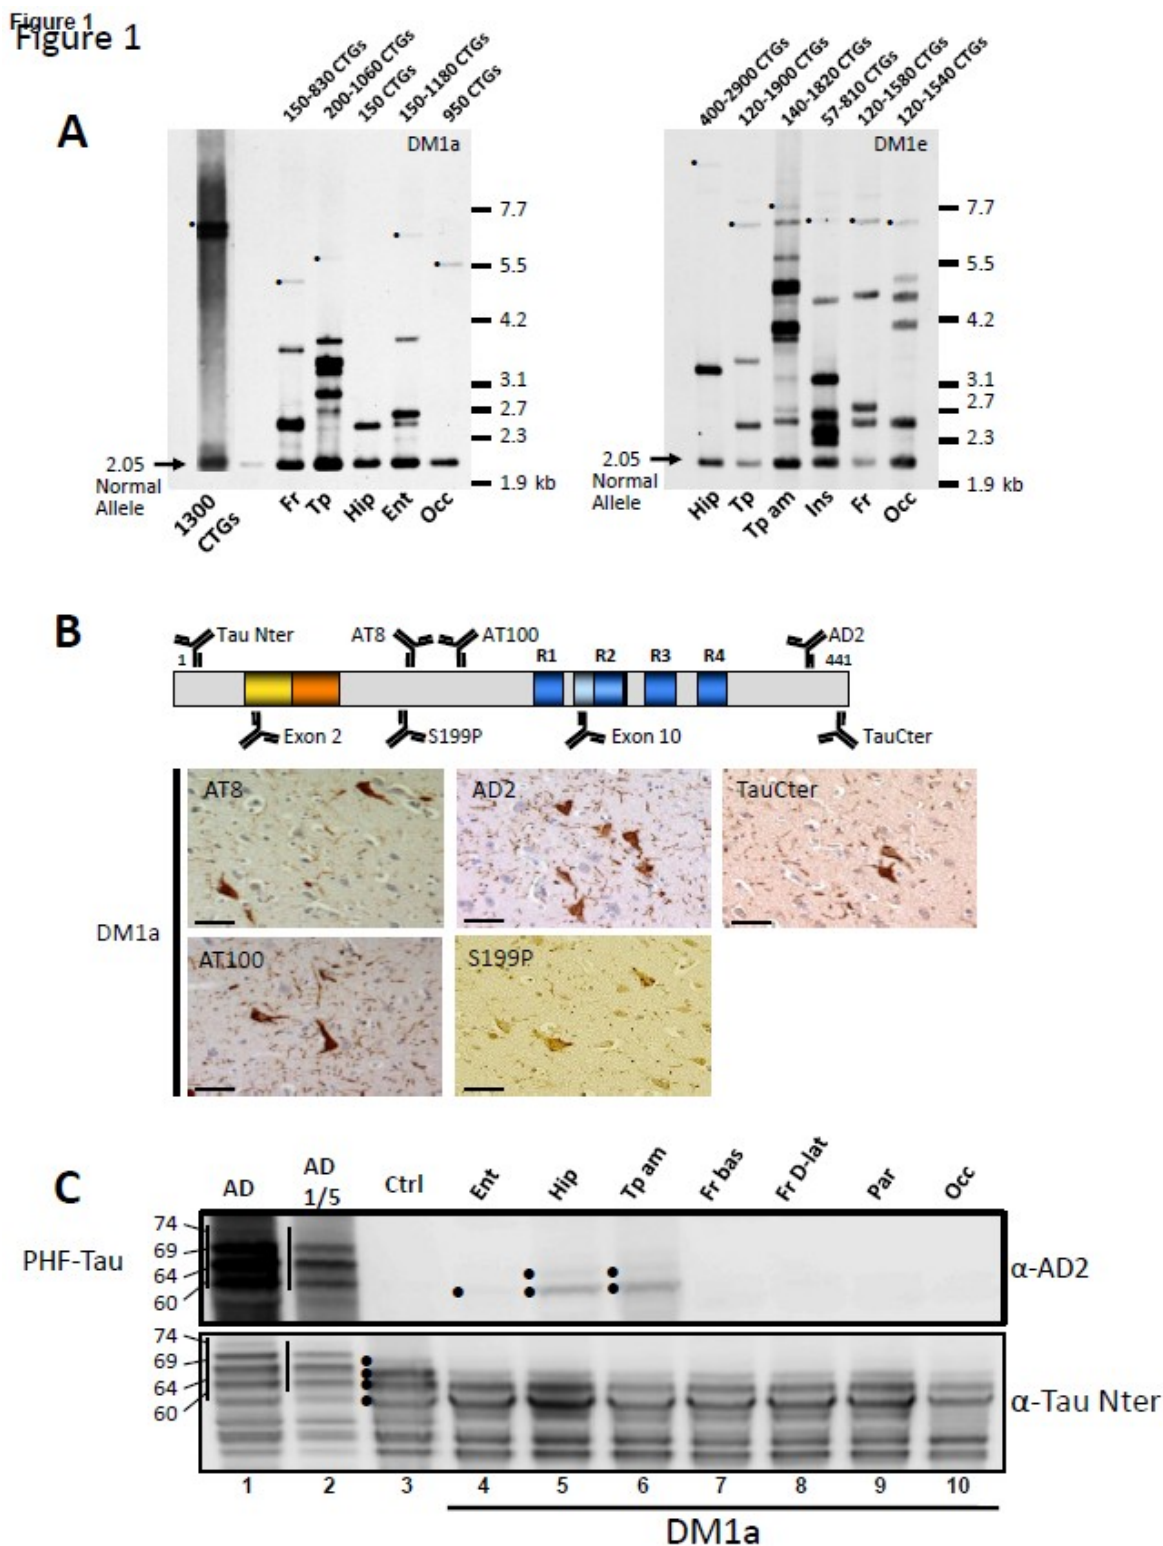 Figure 1
Figure 1
A
150-830 CTGs
200-1060 CTGs
150 CTGs
150-1180 CTGs
950 CTGs
DM1a
7.7
5.5
4.2
3.1
2.7
2.3
1.9 kb
2.05
Normal
Allele
1300
CTGs
Fr
Tp
Hip
Ent
Occ
400-2900 CTGs
120-1900 CTGs
140-1820 CTGs
57-810 CTGs
120-1580 CTGs
120-1540 CTGs
DM1e
7.7
5.5
4.2
3.1
2.7
2.3
1.9 kb
2.05
Normal
Allele
Hip
Tp
Tp am
Ins
Fr
Occ
B
Tau Nter
AT8
AT100
AD2
1
R1
R2
R3
R4
441
Exon 2
S199P
Exon 10
TauCter
DM1a
AT8
AD2
TauCter
AT100
S199P
C
AD
AD
1/5
Ctrl
Ent
Hip
Tp am
Fr bas
Fr D-lat
Par
Occ
PHF-Tau
74
69
64
60
α-AD2
74
69
64
60
α-Tau Nter
1 2 3 4 5 6 7 8 9 10
DM1a